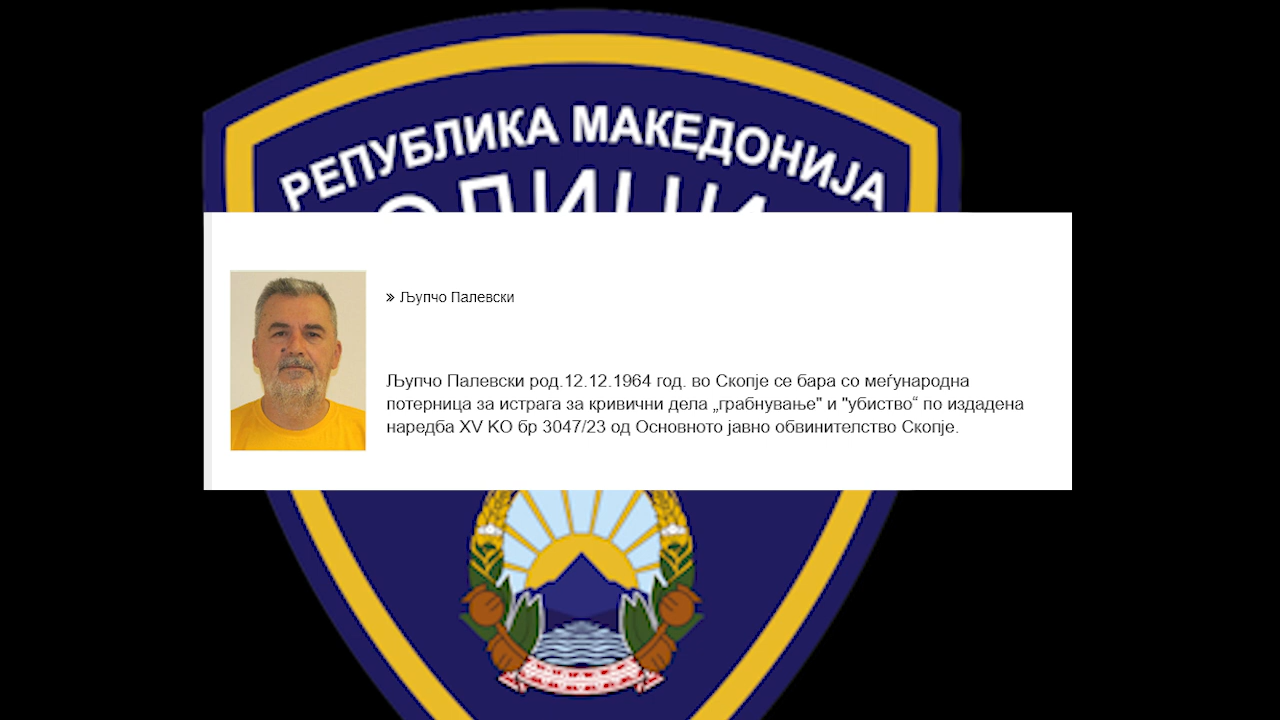 РЕПУБЛИКА МАКЕДОНИЈА
» Љупчо Палевски
Љупчо Палевски род.12.12.1964 год. во Скопје се бара со меѓународна
потерница за истрага за кривични дела „грабнување" и "убиство“ по издадена
наредба XV КО бр 3047/23 од Основното јавно обвинителство Скопје.